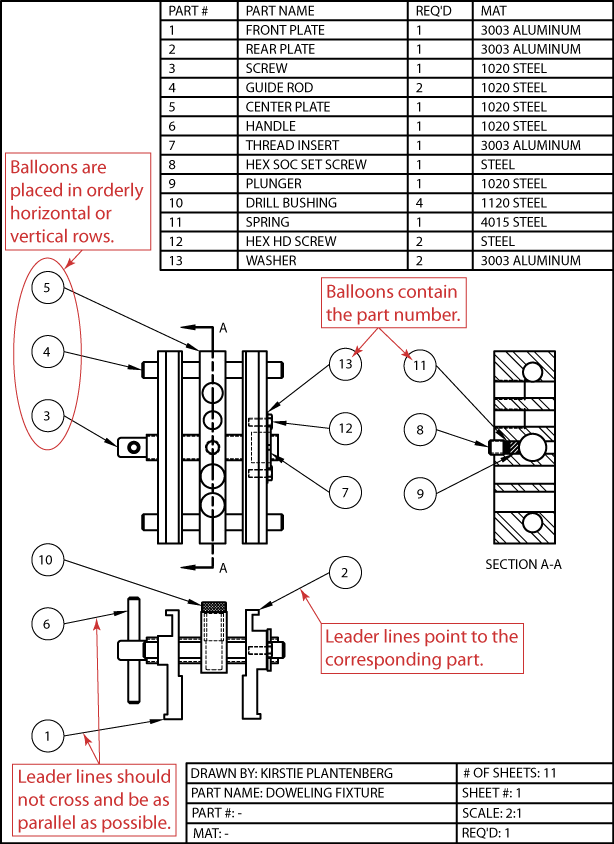 PART # PART NAME REQ'D MAT
1 FRONT PLATE 1 3003 ALUMINUM
2 REAR PLATE 1 3003 ALUMINUM
3 SCREW 1 1020 STEEL
4 GUIDE ROD 2 1020 STEEL
5 CENTER PLATE 1 1020 STEEL
6 HANDLE 1 1020 STEEL
7 THREAD INSERT 1 3003 ALUMINUM
8 HEX SOC SET SCREW 1 STEEL
9 PLUNGER 1 1020 STEEL
10 DRILL BUSHING 4 1120 STEEL
11 SPRING 1 4015 STEEL
12 HEX HD SCREW 2 STEEL
13 WASHER 2 3003 ALUMINUM
Balloons are
placed in orderly
horizontal or
vertical rows.
Balloons contain
the part number.
5
A
4
13
11
3
12
8
7
9
A
SECTION A-A
10
2
6
Leader lines point to the
corresponding part.
1
Leader lines should
not cross and be as
parallel as possible.
DRAWN BY: KIRSTIE PLANTENBERG # OF SHEETS: 11
PART NAME: DOWELING FIXTURE SHEET #: 1
PART #: - SCALE: 2:1
MAT: - REQ'D: 1